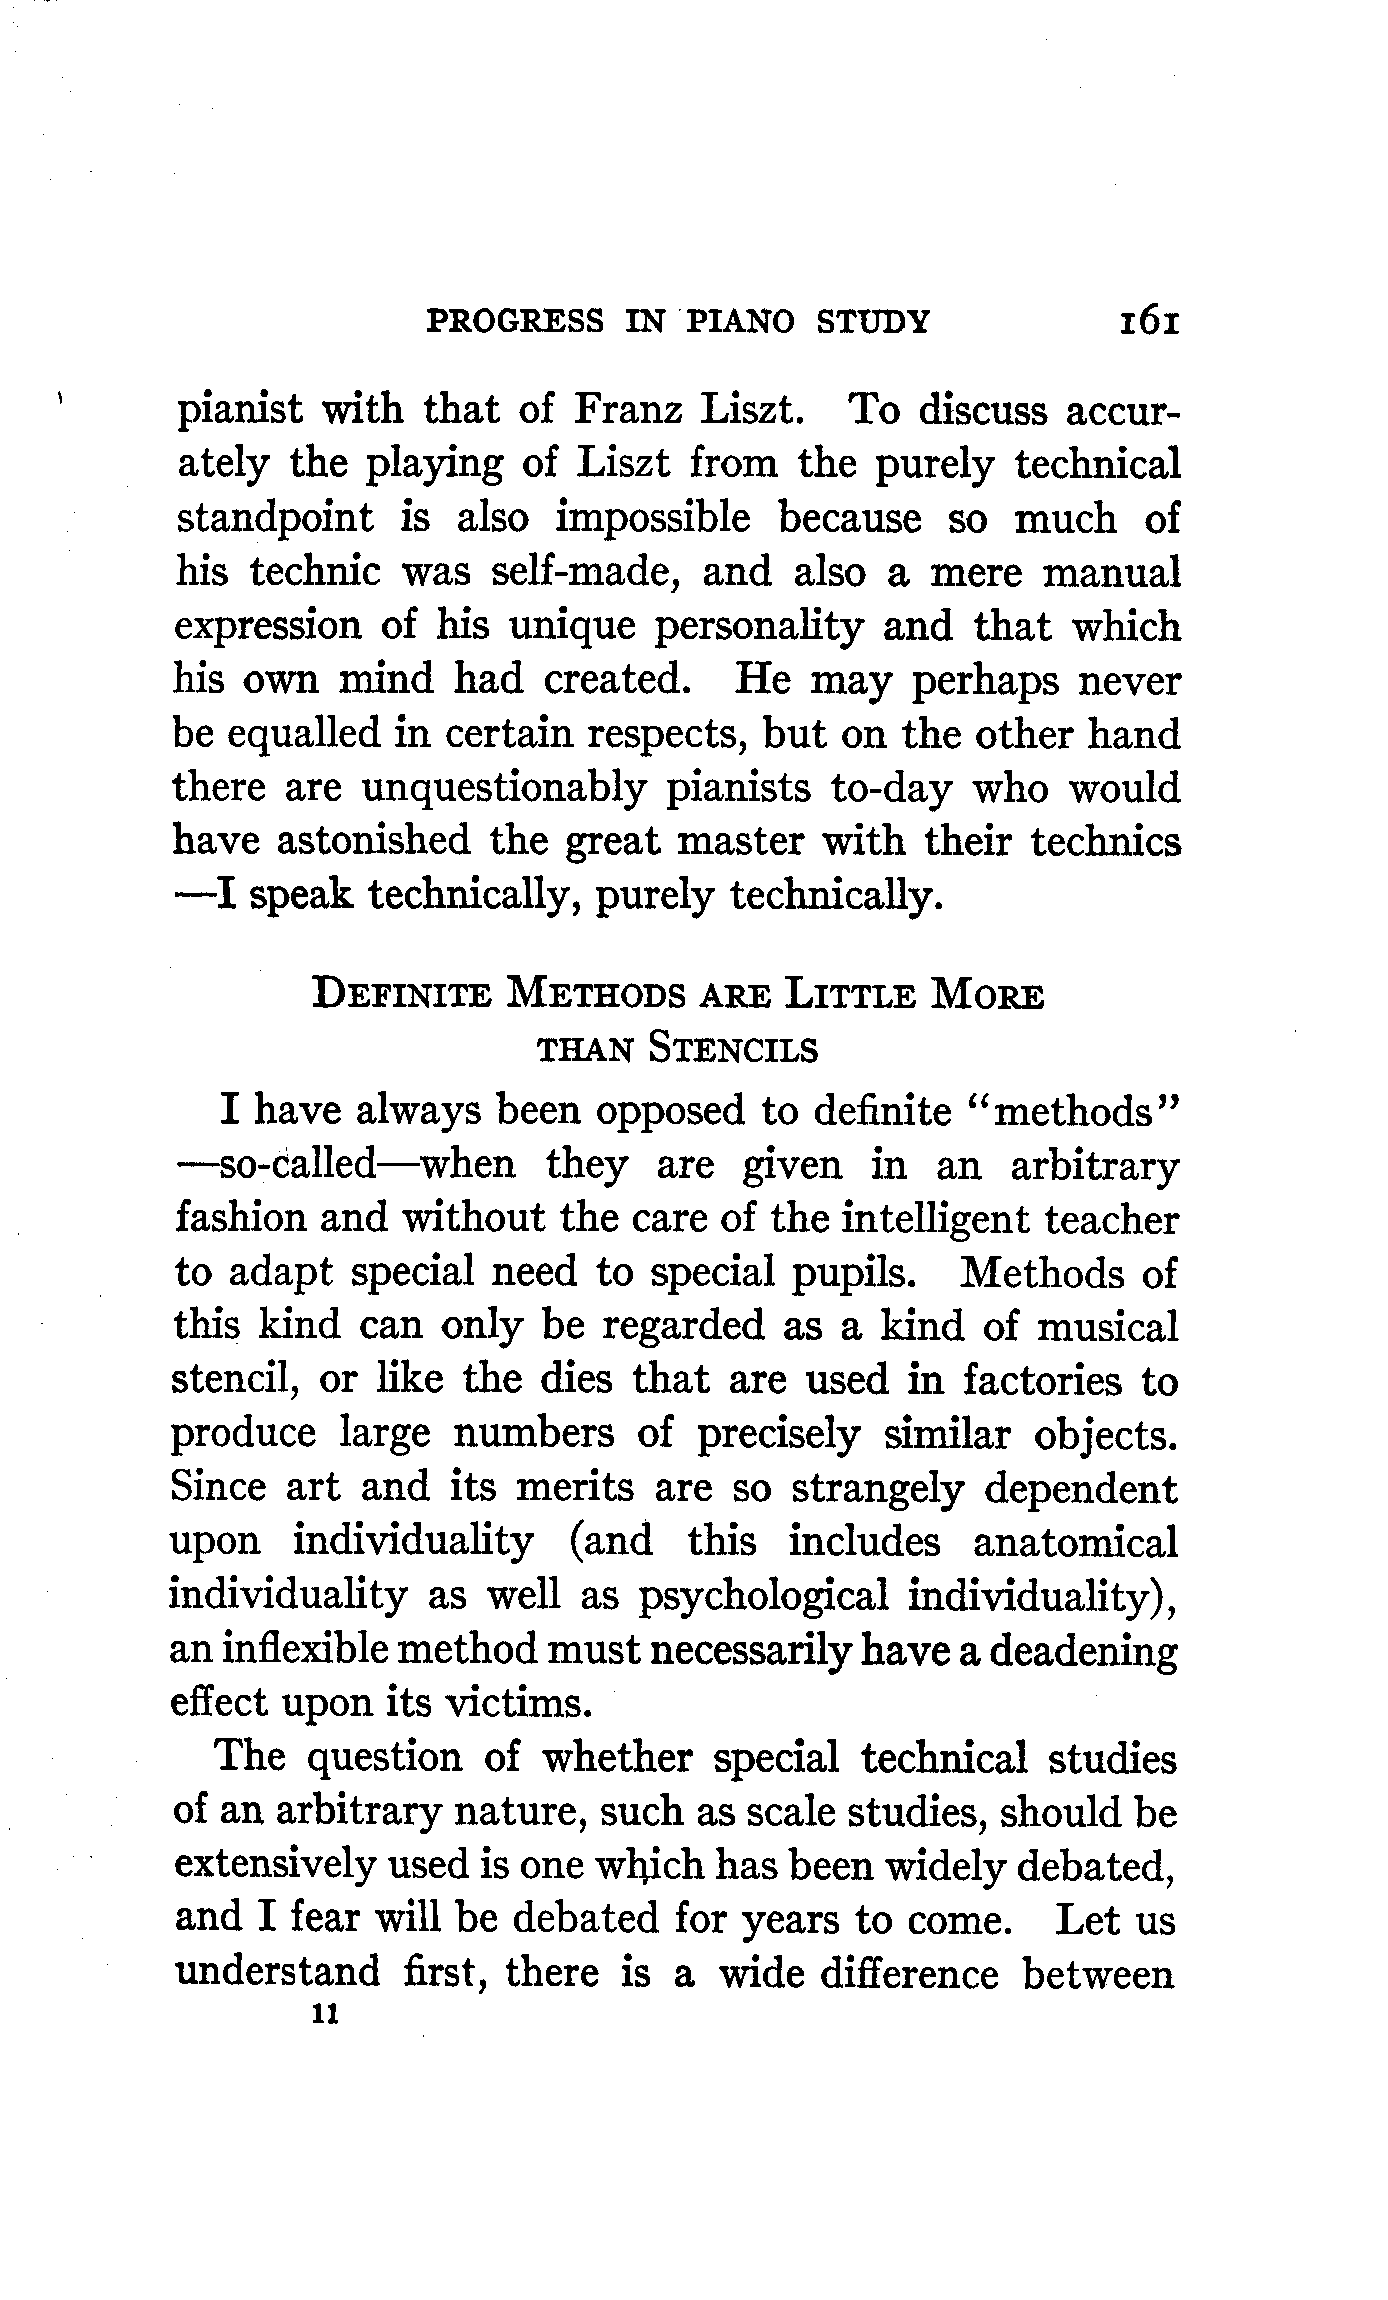 PROGRESS IN PIANO STUDY 161
pianist with that of Franz Liszt. To discuss accur-
ately the playing of Liszt from the purely technical
standpoint is also impossible because so much of
his technic was self-made, and also a mere manual
expression of his unique personality and that which
his own mind had created. He may perhaps never
be equalled in certain respects, but on the other hand
there are unquestionably pianists to-day who would
have astonished the great master with their technics
—I speak technically, purely technically.
DEFINITE METHODS ARE LITTLE MORE
THAN STENCILS
I have always been opposed to definite “methods”
—so-called—when they are given in an arbitrary
fashion and without the care of the intelligent teacher
to adapt special need to special pupils. Methods of
this kind can only be regarded as a kind of musical
stencil, or like the dies that are used in factories to
produce large numbers of precisely similar objects.
Since art and its merits are so strangely dependent
upon individuality (and this includes anatomical
individuality as well as psychological individuality),
an inflexible method must necessarily have a deadening
effect upon its victims.
The question of whether special technical studies
of an arbitrary nature, such as scale studies, should be
extensively used is one which has been widely debated,
and I fear will be debated for years to come. Let us
understand first, there is a wide difference between
11